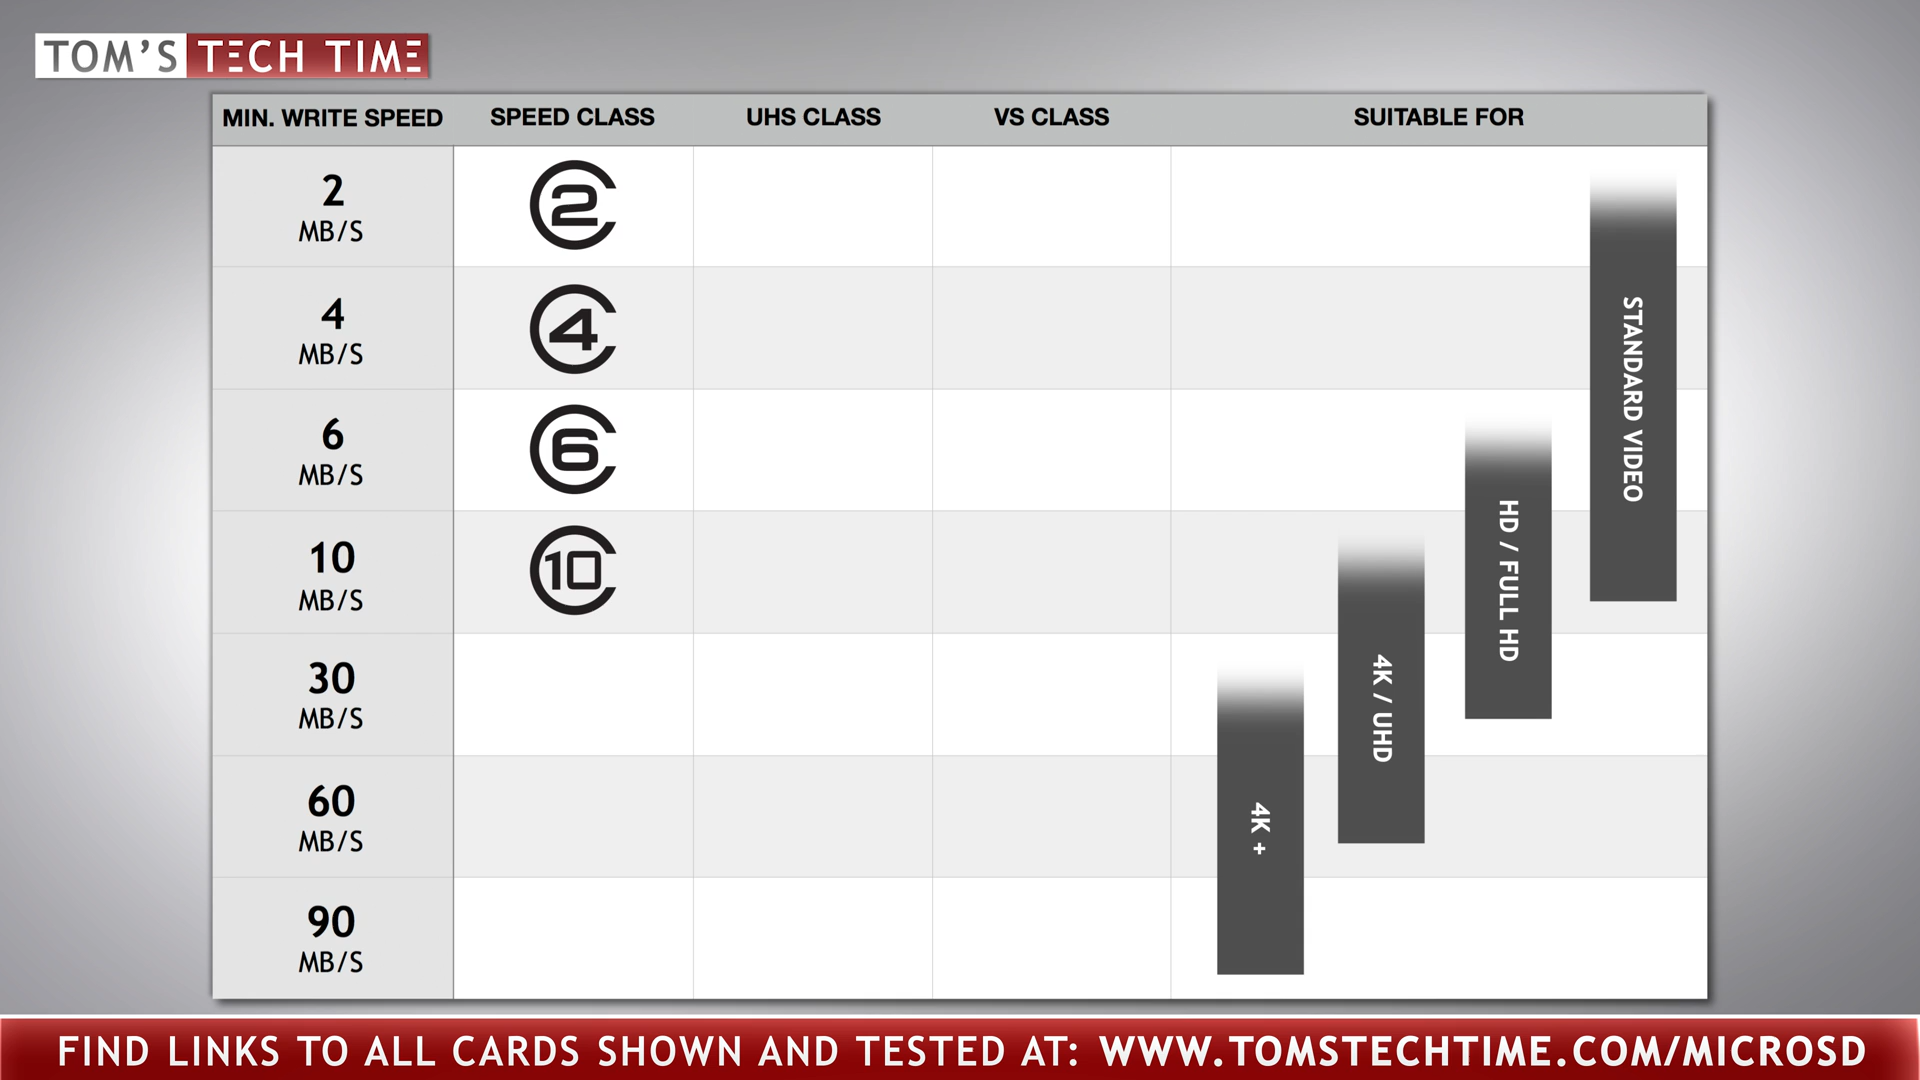 TOM'S TECH TIME
MIN. WRITE SPEED SPEED CLASS UHS CLASS VS CLASS SUITABLE FOR
2
MB/S
2
4
MB/S
4
6
MB/S
6
10
MB/S
10
30
MB/S
60
MB/S
90
MB/S
4K +
4K / UHD
HD / FULL HD
STANDARD VIDEO
FIND LINKS TO ALL CARDS SHOWN AND TESTED AT: WWW.TOMSTECHTIME.COM/MICROSD